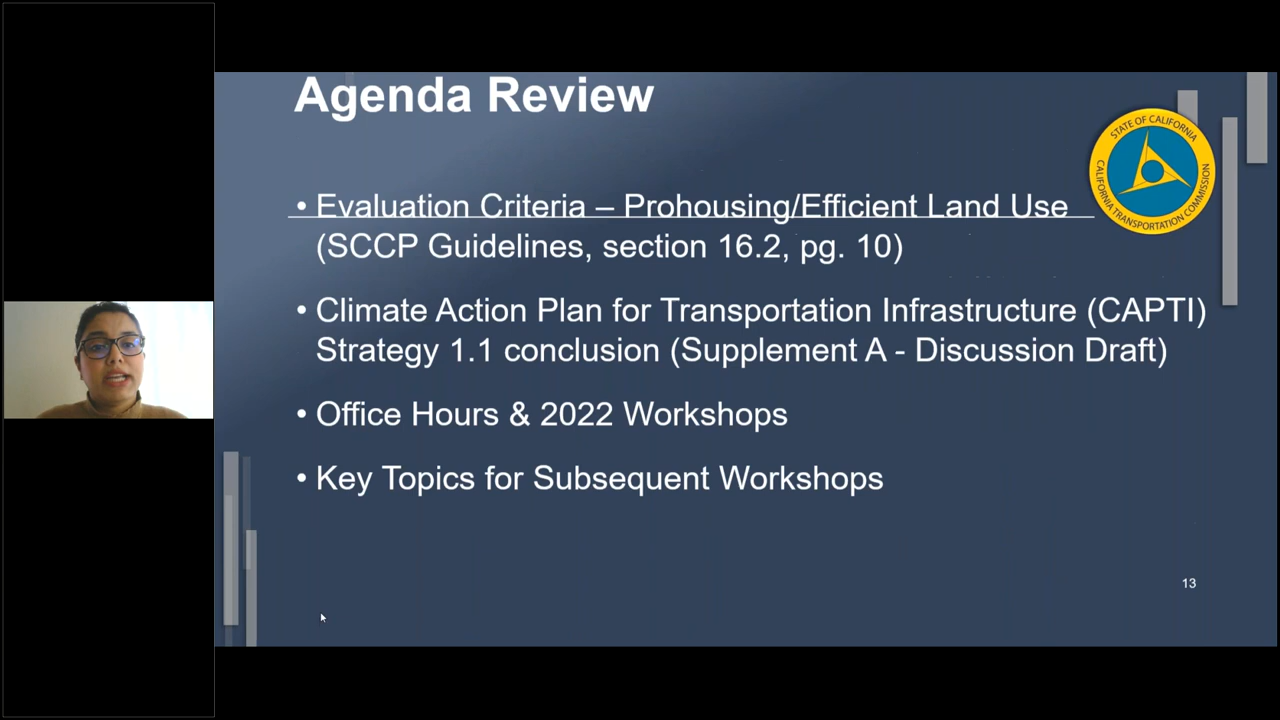 Agenda Review
• Evaluation Criteria – Prohousing/Efficient Land Use
(SCCP Guidelines, section 16.2, pg. 10)
• Climate Action Plan for Transportation Infrastructure (CAPTI)
Strategy 1.1 conclusion (Supplement A - Discussion Draft)
• Office Hours & 2022 Workshops
• Key Topics for Subsequent Workshops
STATE OF CALIFORNIA
CALIFORNIA TRANSPORTATION COMMISSION
13